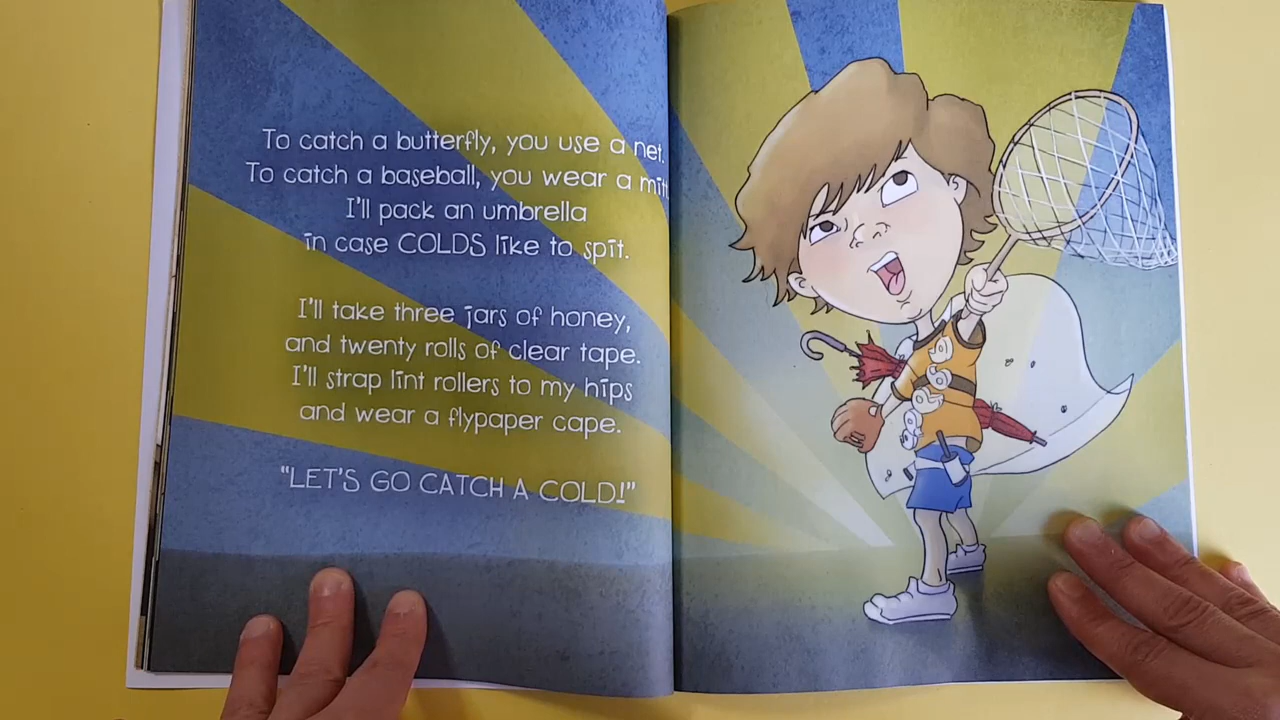 To catch a butterfly, you use a net.
To catch a baseball, you wear a mitt
I'll pack an umbrella
in case COLDS like to spit.
I'll take three jars of honey,
and twenty rolls of clear tape.
I'll strap lint rollers to my hips
and wear a flypaper cape.
"LET'S GO CATCH A COLD!"